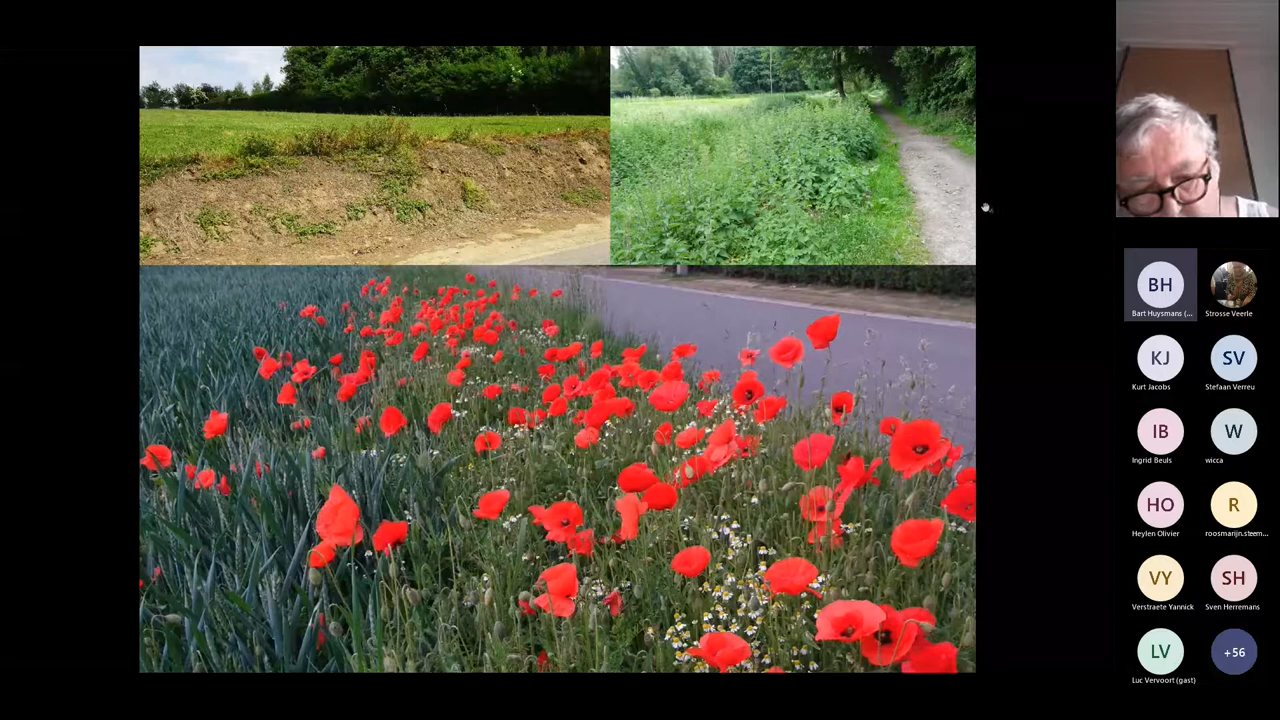 BH
Bart Huysmans (...
Strosse Veerle
KJ
SV
Kurt Jacobs
Stefaan Verreu
IB
W
Ingrid Beuls
wicca
HO
R
Heylen Olivier
roosmarijn.steem...
VY
SH
Verstraete Yannick
Sven Herremans
LV
+56
Luc Vervoort (gast)